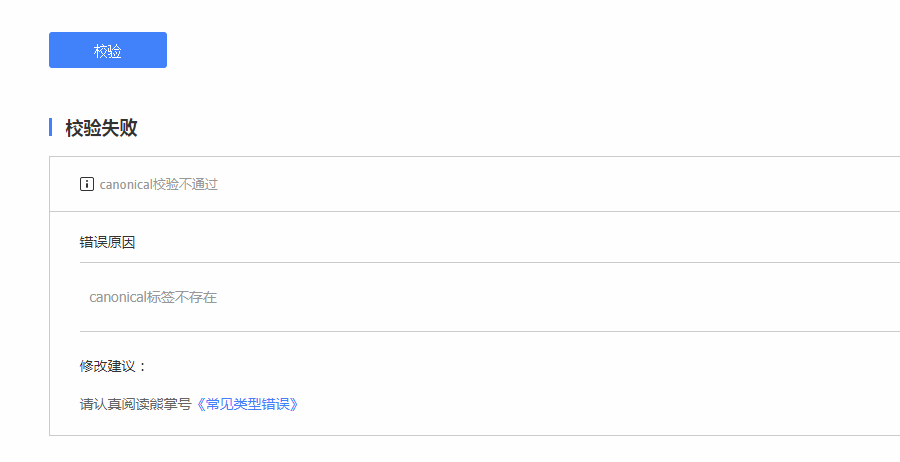 校验
校验失败
canonical校验不通过
错误原因
canonical标签不存在
修改建议：
请认真阅读熊掌号《常见类型错误》